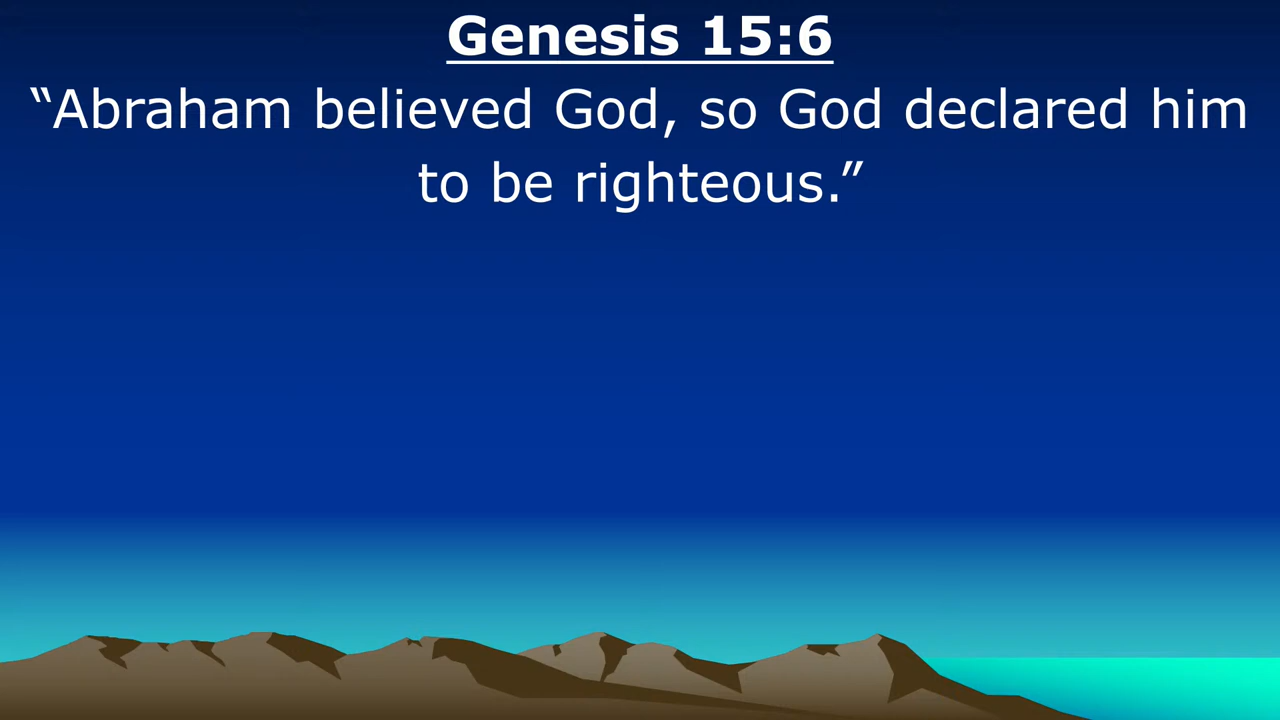 Genesis 15:6
“Abraham believed God, so God declared him
to be righteous.”